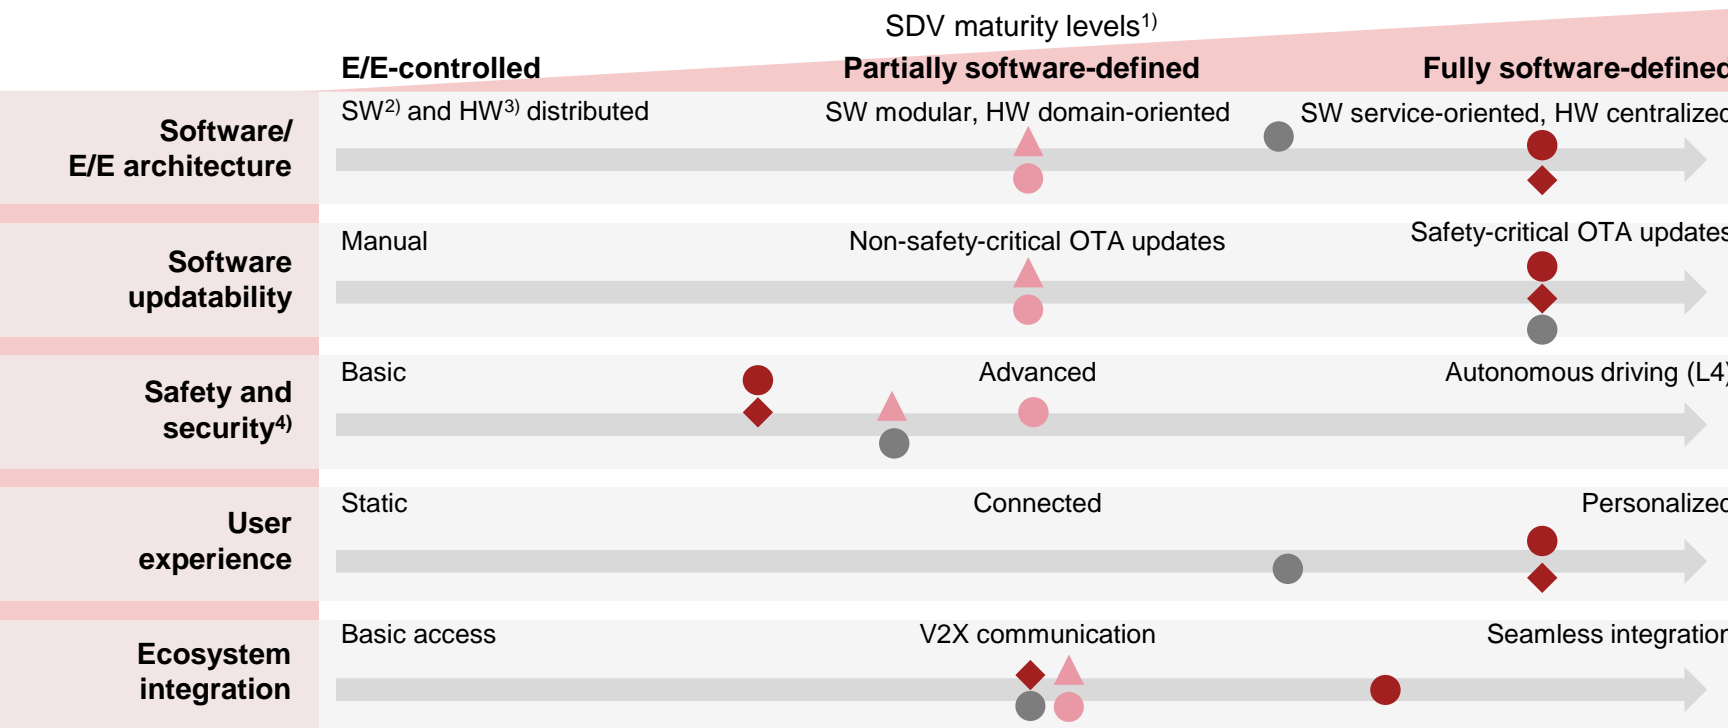 SDV maturity levels1)
E/E-controlled Partially software-defined Fully software-defined
Software/
E/E architecture
SW2) and HW3) distributed SW modular, HW domain-oriented SW service-oriented, HW centralized
Software
updatability
Manual Non-safety-critical OTA updates Safety-critical OTA updates
Safety and
security4)
Basic Advanced Autonomous driving (L4)
User
experience
Static Connected Personalized
Ecosystem
integration
Basic access V2X communication Seamless integration